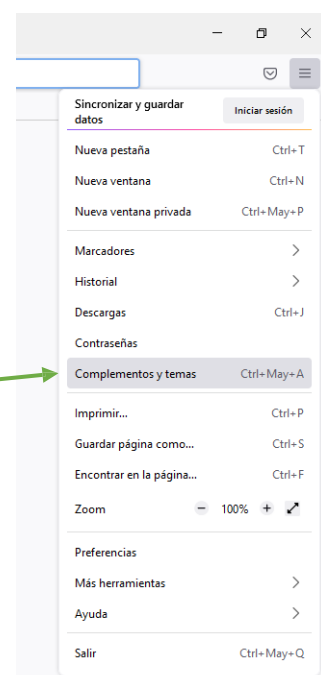 Sincronizar y guardar
datos
Iniciar sesión
Nueva pestaña Ctrl+T
Nueva ventana Ctrl+N
Nueva ventana privada Ctrl+May+P
Marcadores
Historial
Descargas Ctrl+J
Contraseñas
Complementos y temas Ctrl+May+A
Imprimir... Ctrl+P
Guardar página como... Ctrl+S
Encontrar en la página... Ctrl+F
Zoom − 100% +
Preferencias
Más herramientas
Ayuda
Salir Ctrl+May+Q